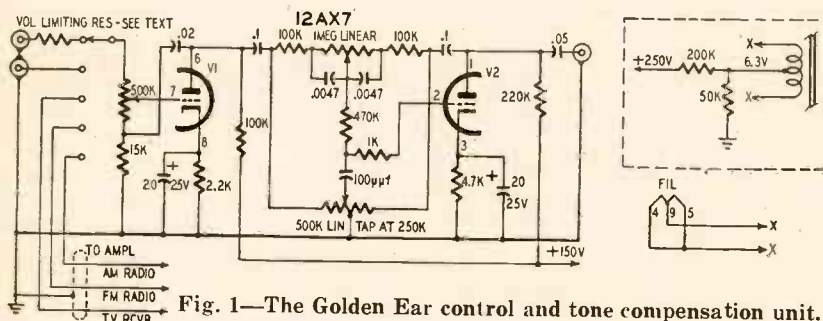 VOL LIMITING RES-SEE TEXT
.02
6
V1
7
500K
15K
8
+
20
25V
2.2K
100K
12AX7
.1
100K
1MEG LINEAR
100K
.1
.0047
.0047
470K
1K
100μμf
500K LIN
TAP AT 250K
1
V2
2
3
4.7K
+
20
25V
.05
220K
+150V
+250V
200K
X
6.3V
50K
X
FIL
4 9 5
X
X
TO AMPL
AM RADIO
FM RADIO
TV RCVR
Fig. 1—The Golden Ear control and tone compensation unit.